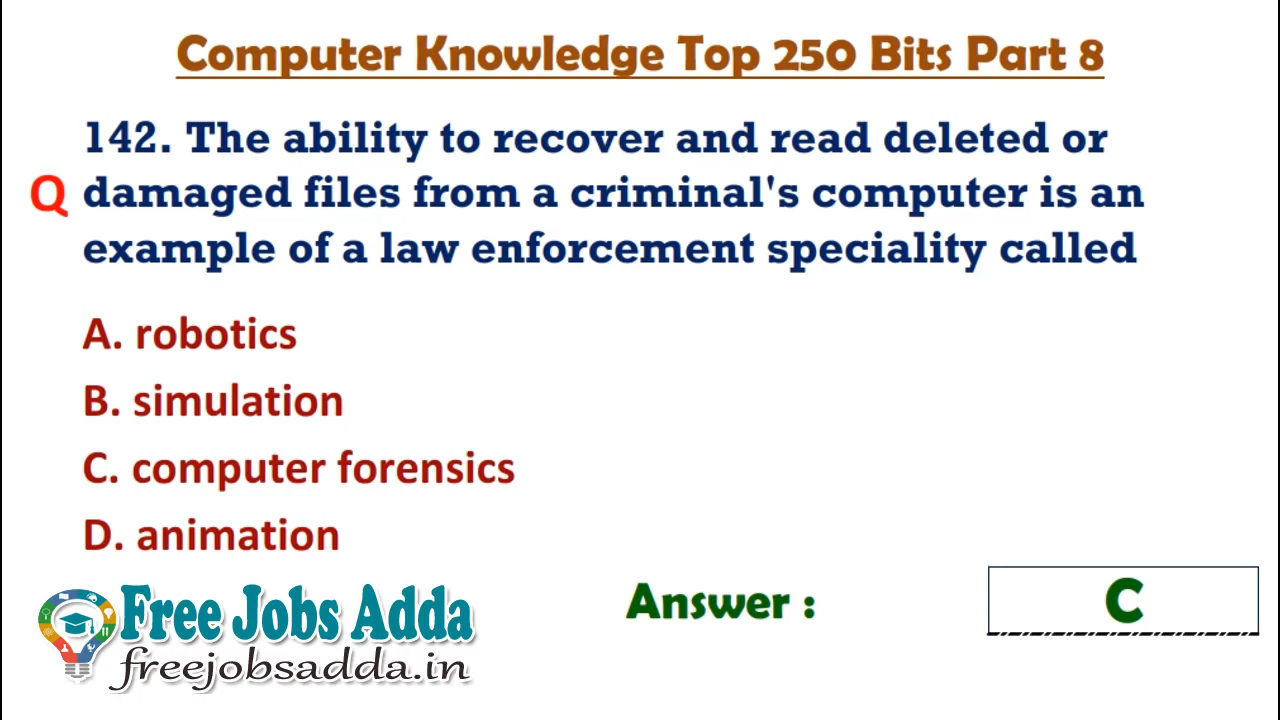 Computer Knowledge Top 250 Bits Part 8
142. The ability to recover and read deleted or
Q damaged files from a criminal's computer is an
example of a law enforcement speciality called
A. robotics
B. simulation
C. computer forensics
D. animation
Free Jobs Adda
freejobsadda.in
Answer : C